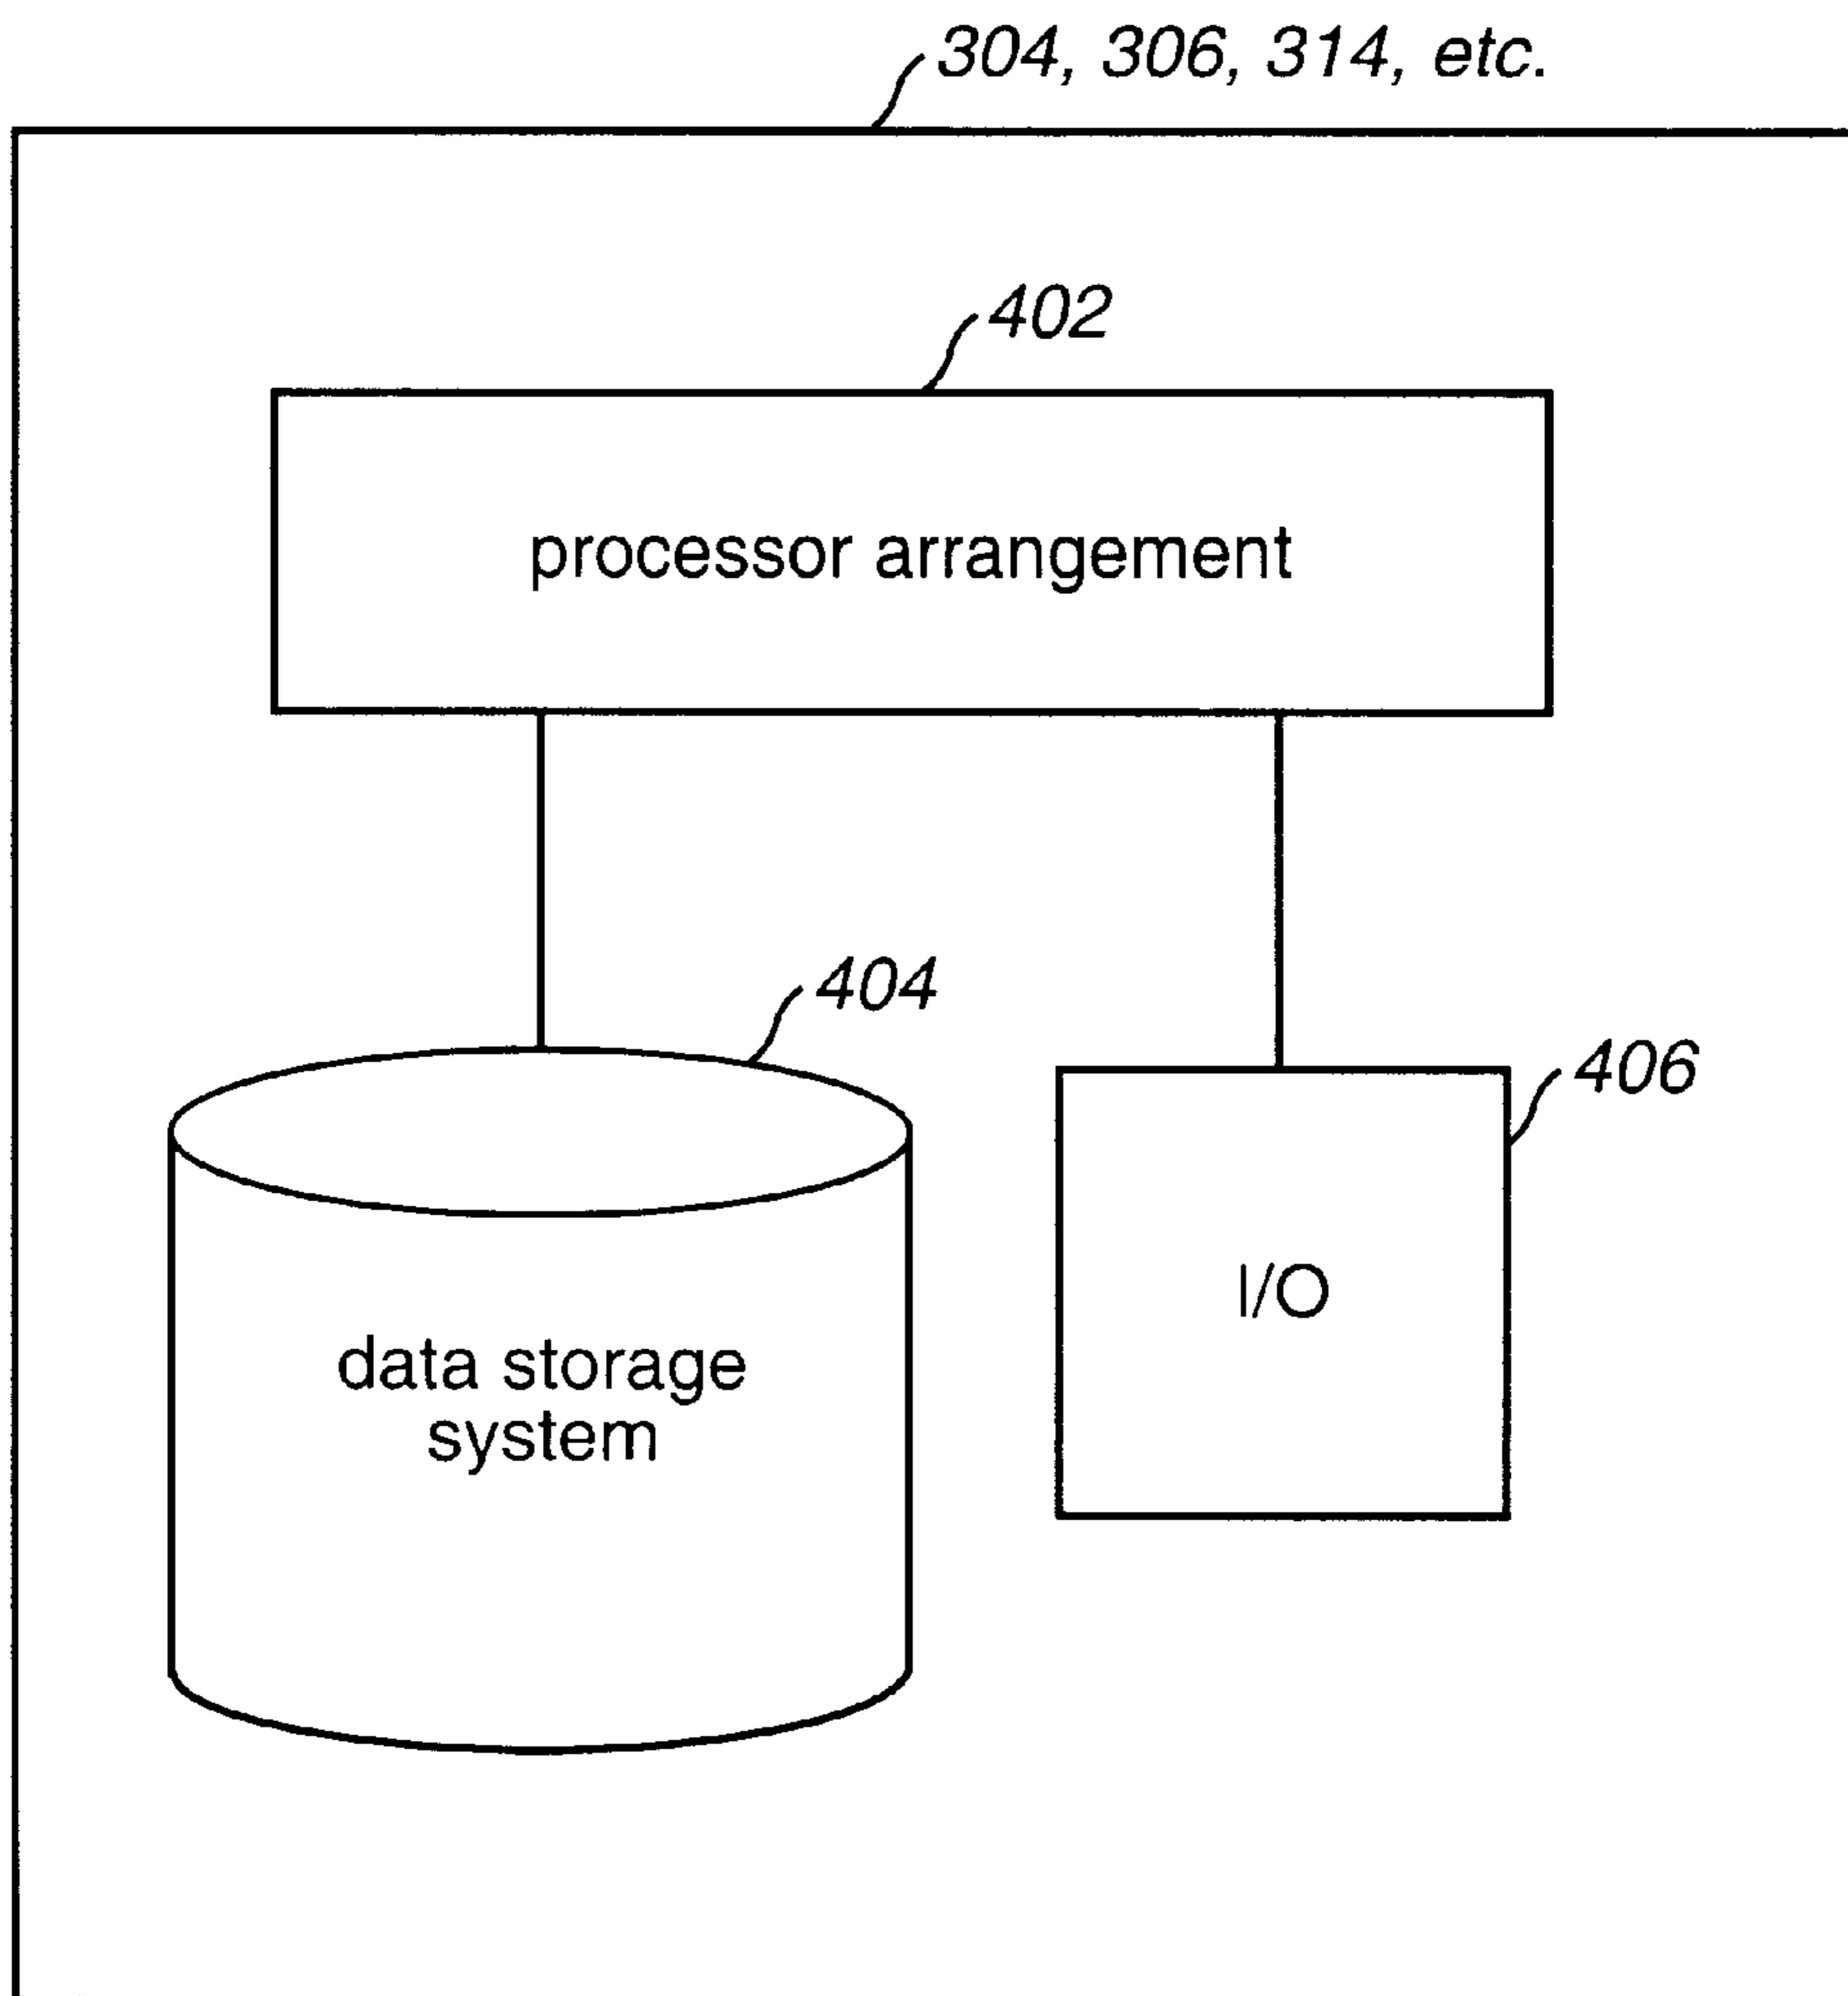 304, 306, 314, etc.
402
processor arrangement
404
406
I/O
data storage
system